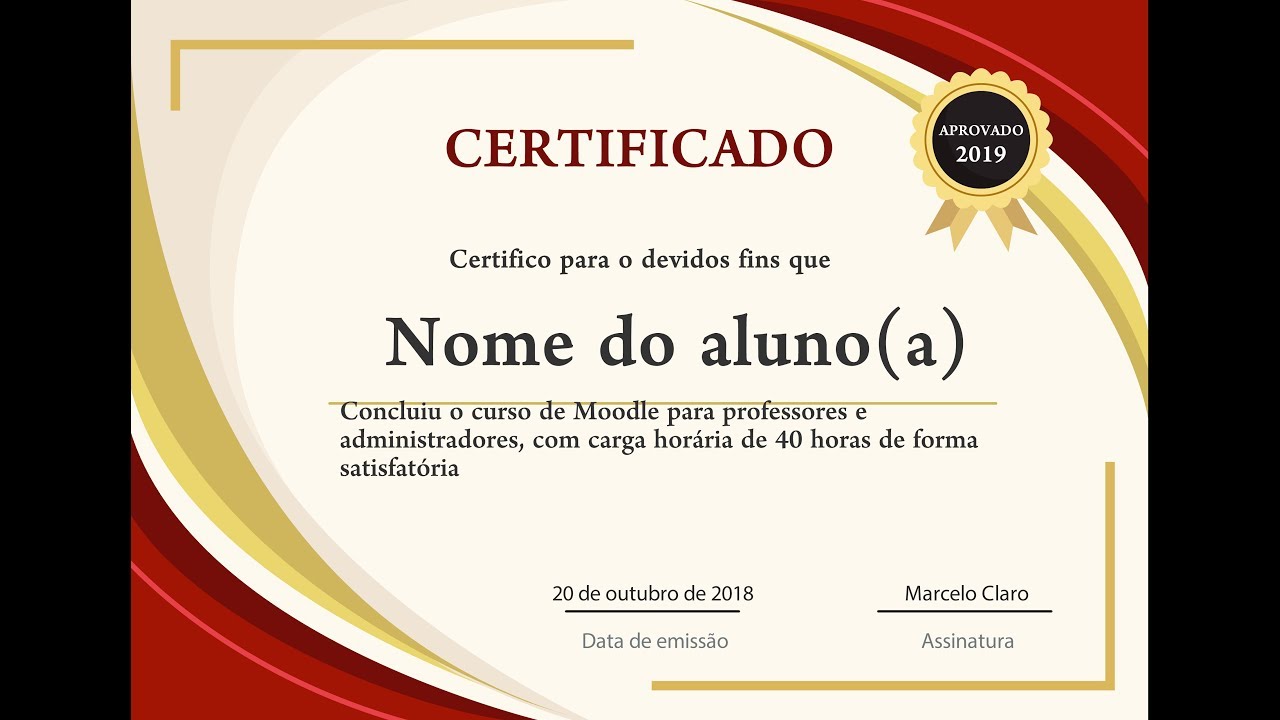 CERTIFICADO
APROVADO
2019
Certifico para o devidos fins que
Nome do aluno(a)
Concluiu o curso de Moodle para professores e
administradores, com carga horária de 40 horas de forma
satisfatória
20 de outubro de 2018
Data de emissão
Marcelo Claro
Assinatura